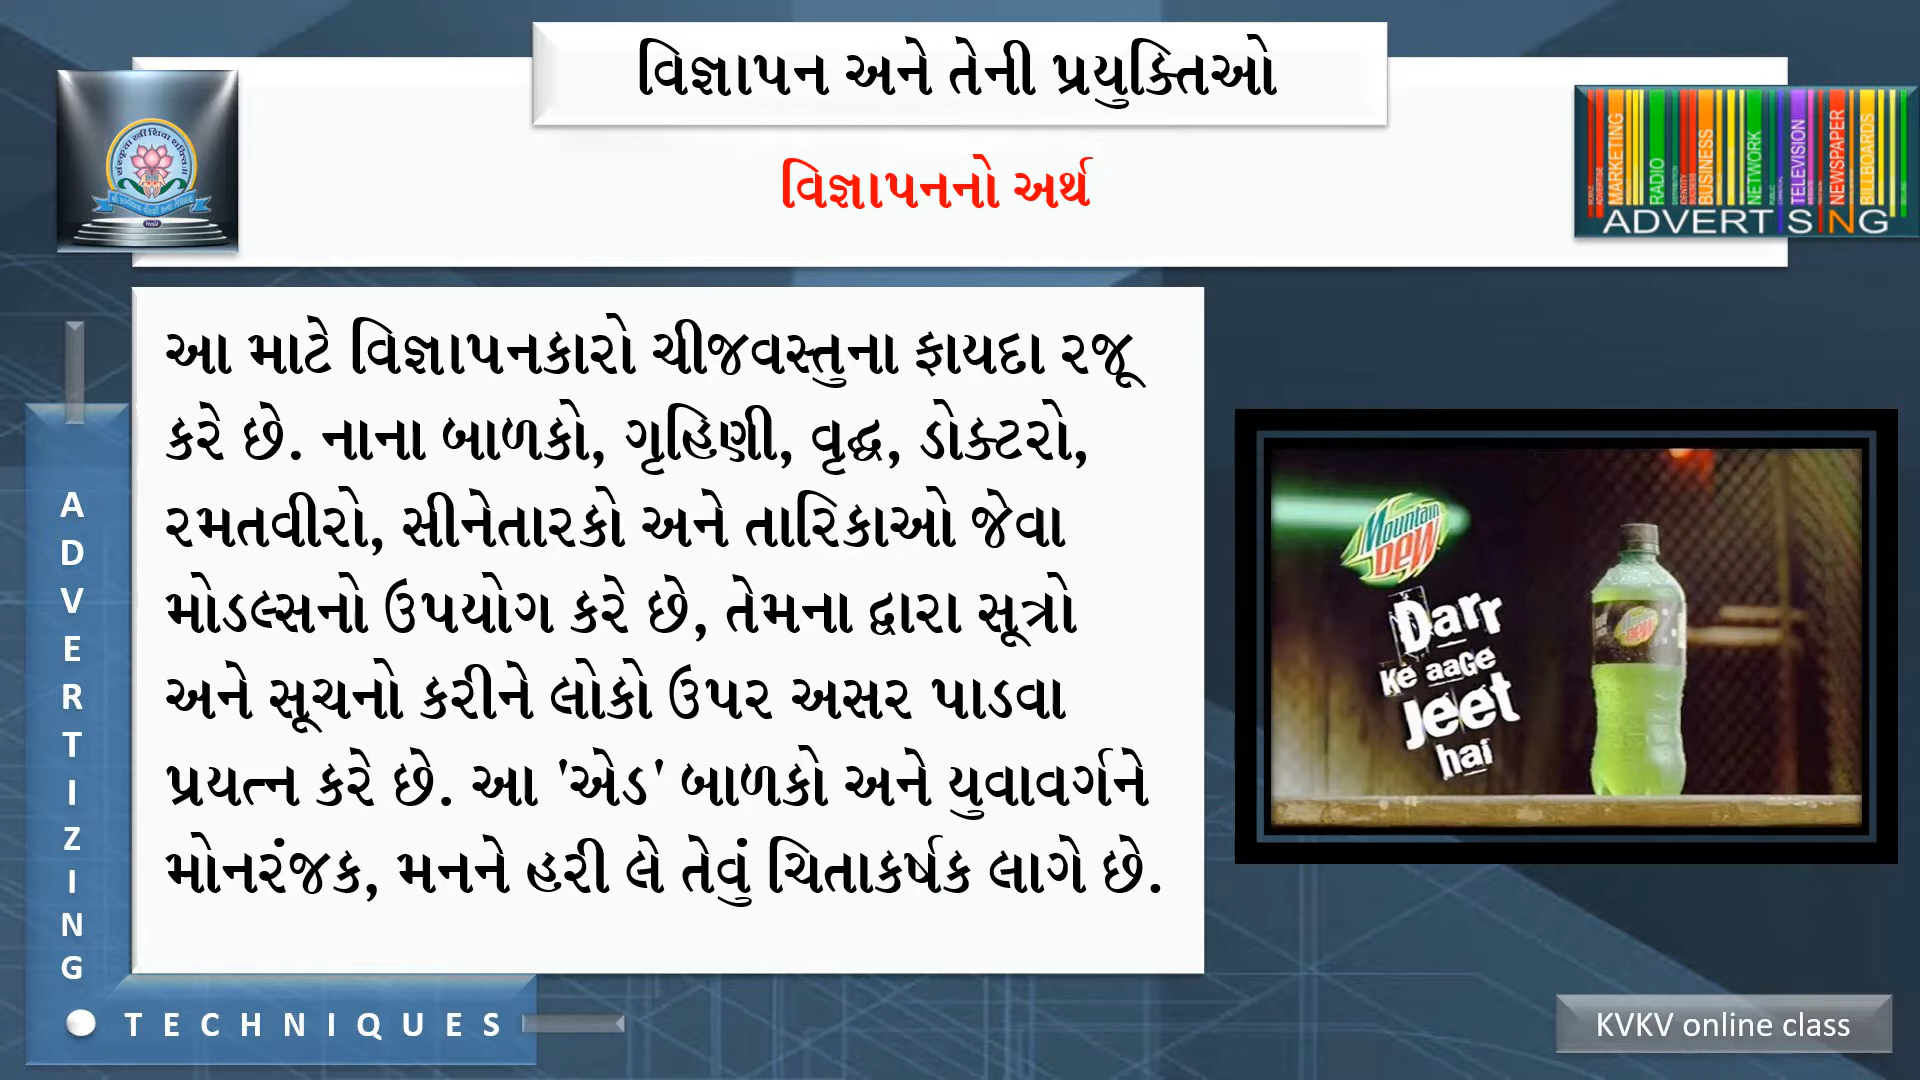 વિજ્ઞાપન અને તેની પ્રયુક્તિઓ
વિજ્ઞાપનનો અર્થ
MARKETING
RADIO
BUSINESS
NETWORK
TELEVISION
NEWSPAPER
BILLBOARDS
ADVERTISING
આ માટે વિજ્ઞાપનકારો ચીજવસ્તુના ફાયદા રજૂ
કરે છે. નાના બાળકો, ગૃહિણી, વૃદ્ધ, ડોક્ટરો,
રમતવીરો, સીનેતારકો અને તારિકાઓ જેવા
મોડલ્સનો ઉપયોગ કરે છે, તેમના દ્વારા સૂત્રો
અને સૂચનો કરીને લોકો ઉપર અસર પાડવા
પ્રયત્ન કરે છે. આ 'એડ' બાળકો અને યુવાવર્ગને
મોનરંજક, મનને હરી લે તેવું ચિતાકર્ષક લાગે છે.
Mountain
DEW
Darr
Ke aaGe
Jeet
hai
ADVERTIZING
TECHNIQUES
KVKV online class